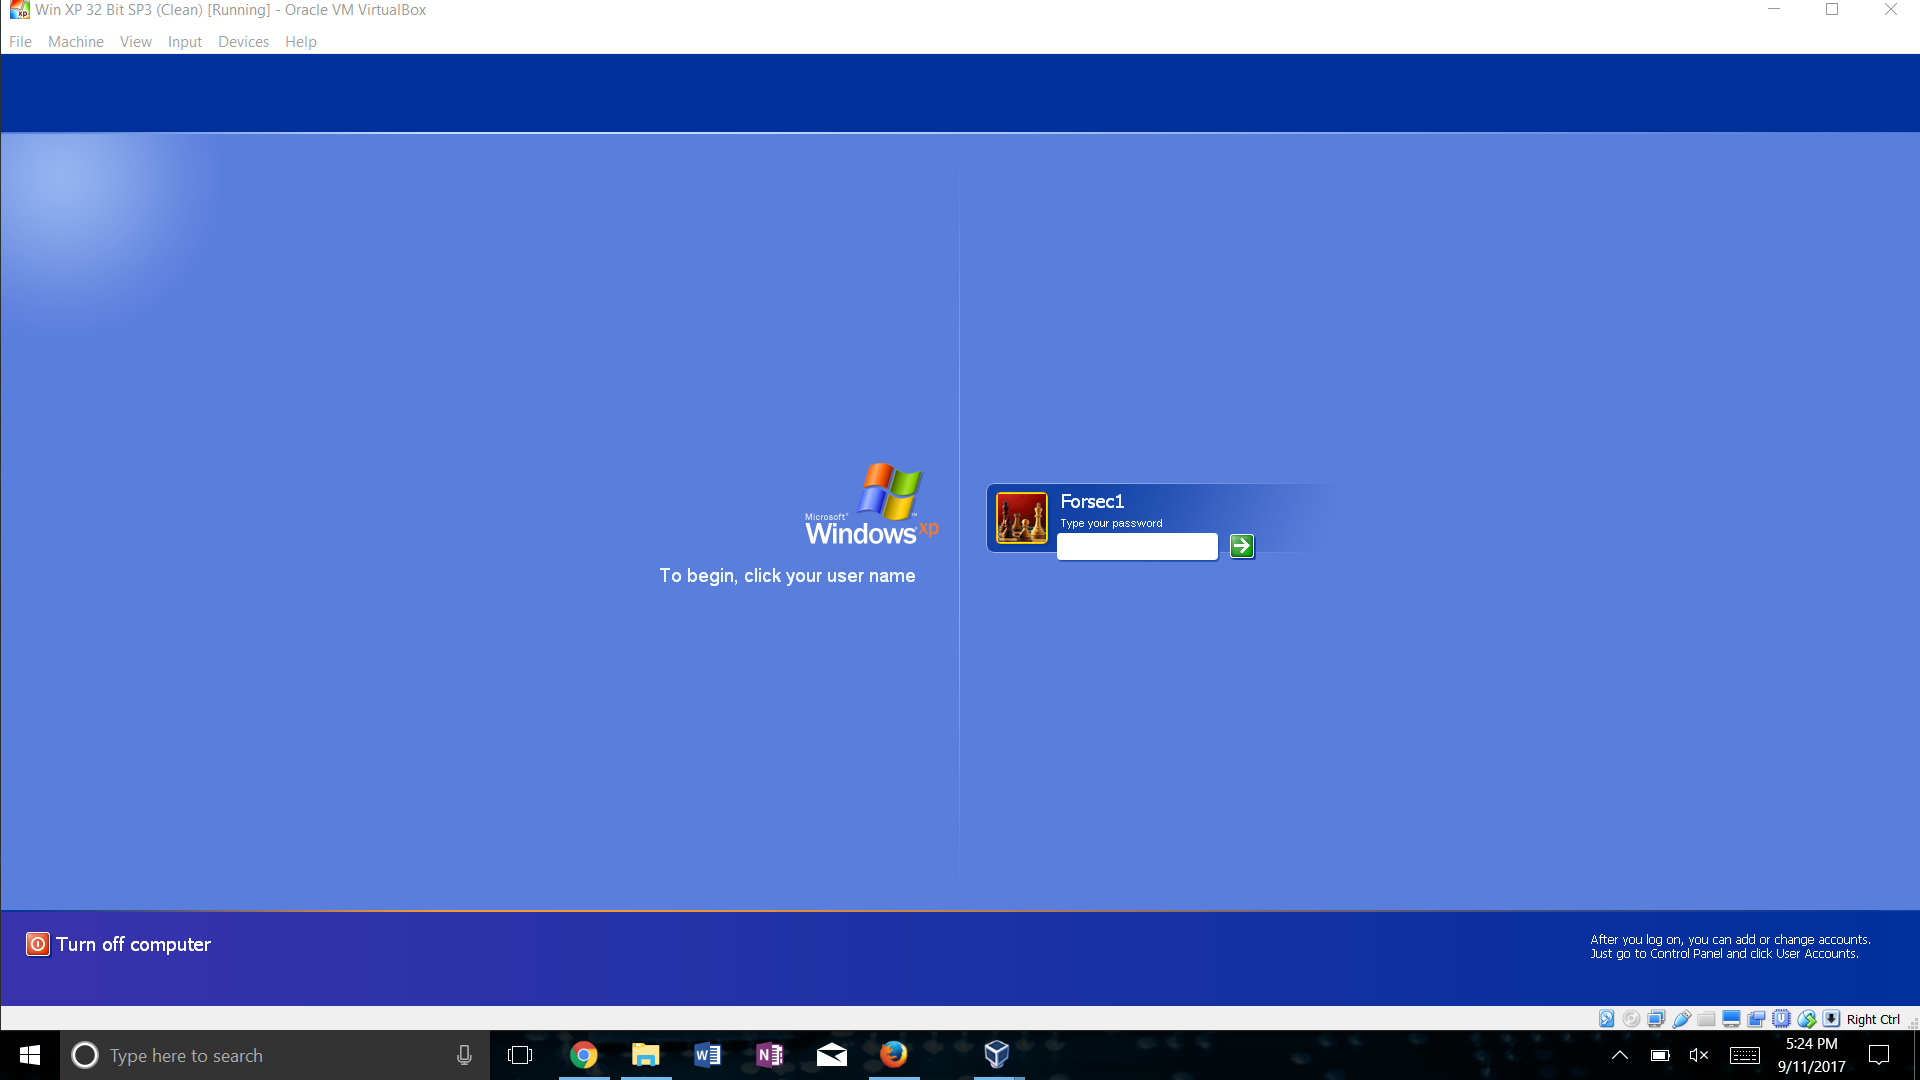 Win XP 32 Bit SP3 (Clean) [Running] - Oracle VM VirtualBox
File Machine View Input Devices Help
Microsoft®
Windows xp™
To begin, click your user name
Forsec1
Type your password
Turn off computer
After you log on, you can add or change accounts.
Just go to Control Panel and click User Accounts.
Right Ctrl
Type here to search
5:24 PM
9/11/2017